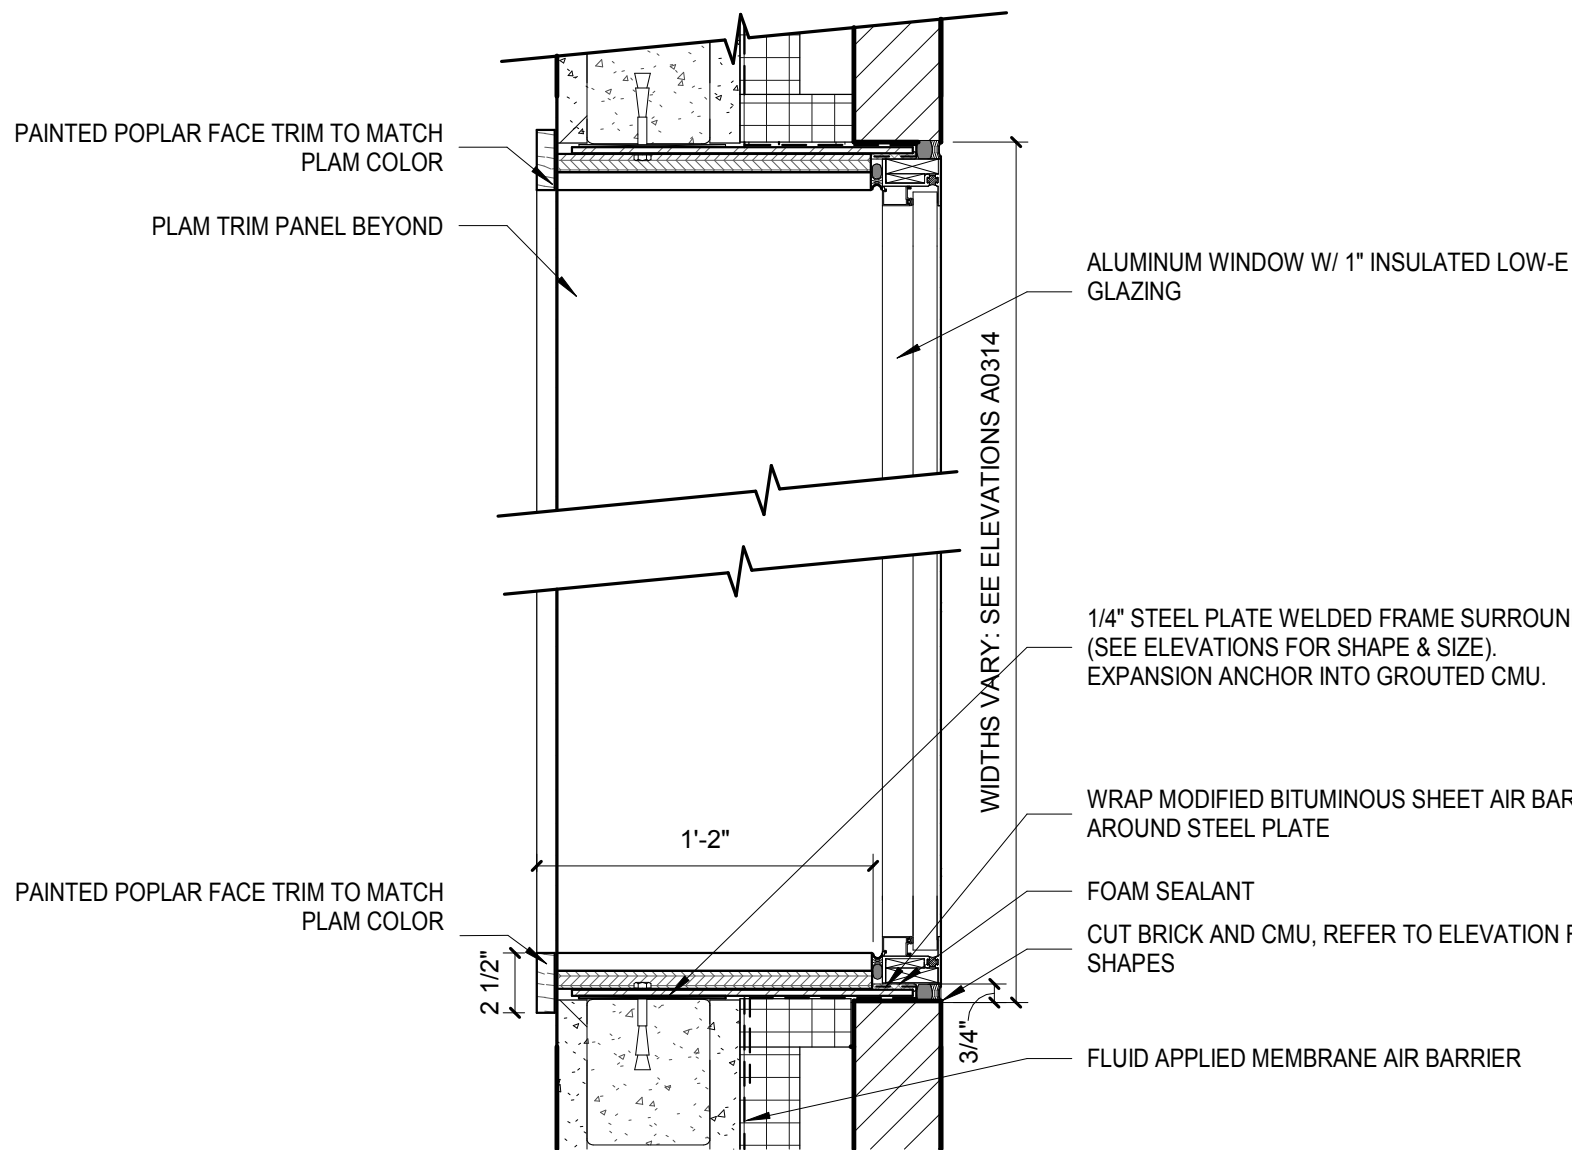 PAINTED POPLAR FACE TRIM TO MATCH
PLAM COLOR
PLAM TRIM PANEL BEYOND
ALUMINUM WINDOW W/ 1" INSULATED LOW-E
GLAZING
WIDTHS VARY: SEE ELEVATIONS A0314
1/4" STEEL PLATE WELDED FRAME SURROUN
(SEE ELEVATIONS FOR SHAPE & SIZE).
EXPANSION ANCHOR INTO GROUTED CMU.
WRAP MODIFIED BITUMINOUS SHEET AIR BAR
AROUND STEEL PLATE
1'-2"
PAINTED POPLAR FACE TRIM TO MATCH
PLAM COLOR
FOAM SEALANT
CUT BRICK AND CMU, REFER TO ELEVATION F
SHAPES
2 1/2"
3/4"
FLUID APPLIED MEMBRANE AIR BARRIER